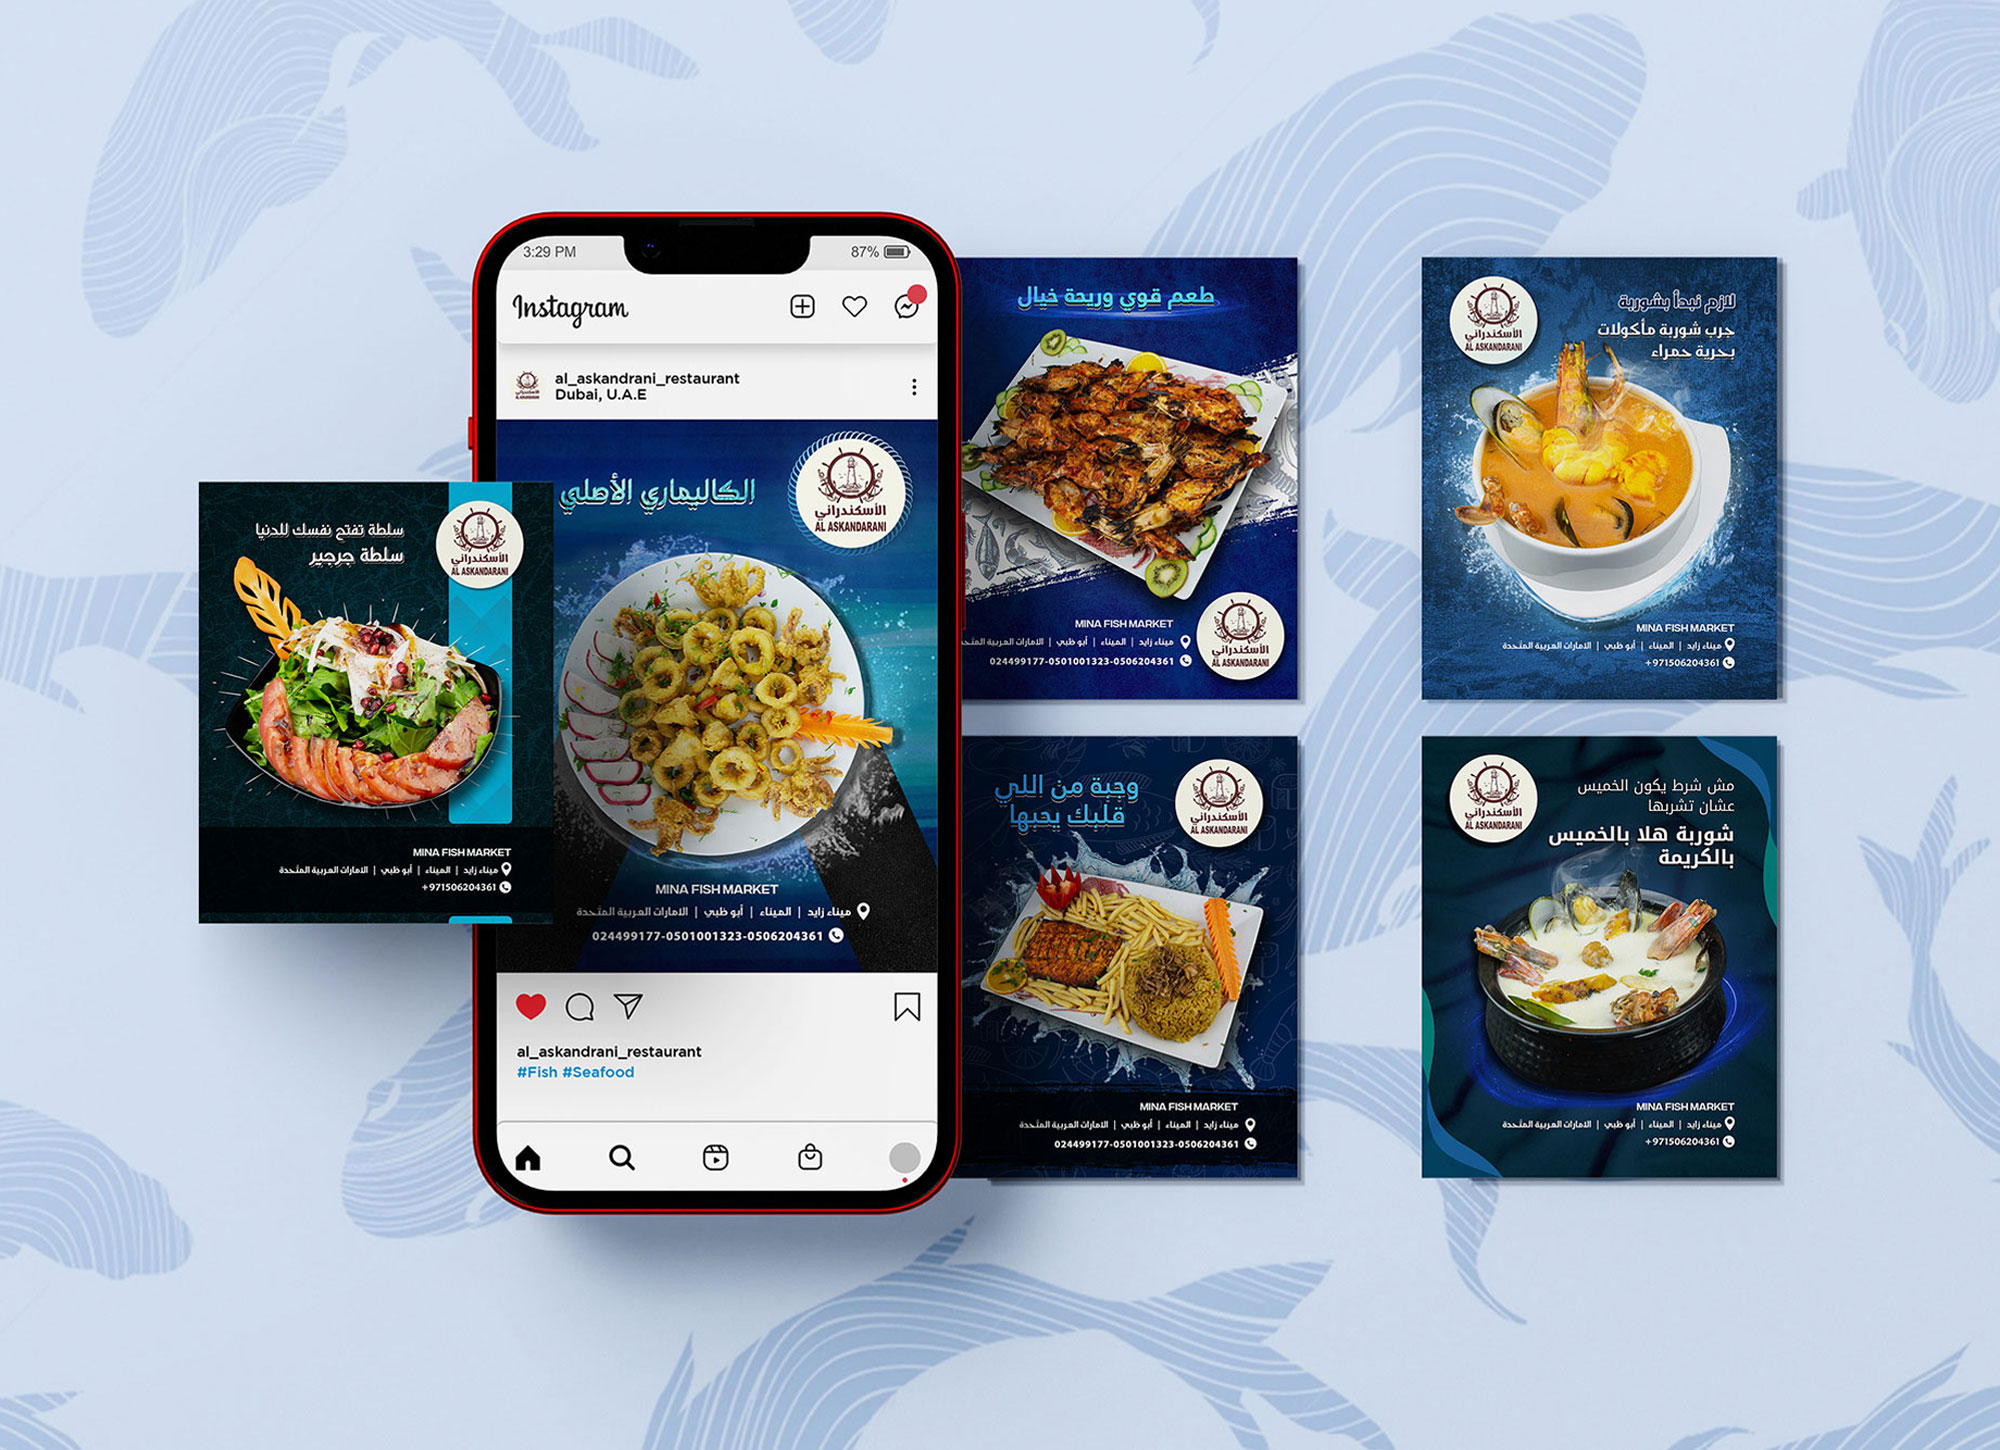 3:29 PM
87%
Instagram
al_askandrani_restaurant
Dubai, U.A.E
الكاليماري الأصلي
الأسكندراني
AL ASKANDARANI
MINA FISH MARKET
ميناء زايد | الميناء | أبو ظبي | الامارات العربية المتحدة
024499177-0501001323-0506204361
al_askandrani_restaurant
#Fish #Seafood
سلطة تفتح نفسك للدنيا
سلطة جرجير
الأسكندراني
AL ASKANDARANI
MINA FISH MARKET
ميناء زايد | الميناء | أبو ظبي | الامارات العربية المتحدة
+971506204361
طعم قوي وريحة خيال
MINA FISH MARKET
ميناء زايد | الميناء | أبو ظبي | الامارات العربية المتحدة
024499177-0501001323-0506204361
الأسكندراني
AL ASKANDARANI
الأسكندراني
AL ASKANDARANI
لازم نبدأ بشوربة
جرب شوربة مأكولات
بحرية حمراء
MINA FISH MARKET
ميناء زايد | الميناء | أبو ظبي | الامارات العربية المتحدة
+971506204361
وجبة من اللي
قلبك يحبها
الأسكندراني
AL ASKANDARANI
MINA FISH MARKET
ميناء زايد | الميناء | أبو ظبي | الامارات العربية المتحدة
024499177-0501001323-0506204361
الأسكندراني
AL ASKANDARANI
مش شرط يكون الخميس
عشان تشربها
شوربة هلا بالخميس
بالكريمة
MINA FISH MARKET
ميناء زايد | الميناء | أبو ظبي | الامارات العربية المتحدة
+971506204361